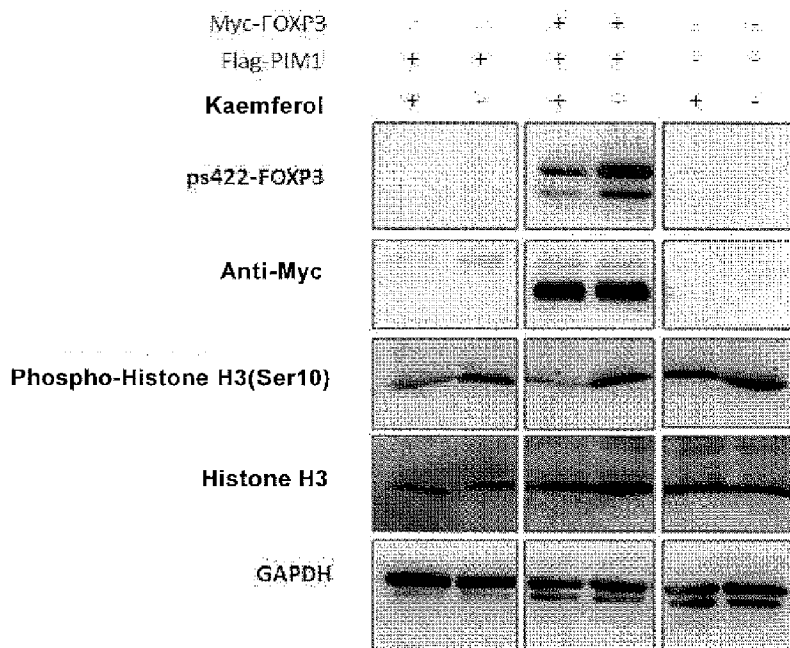 Myc-FOXP3 - - + + - -
Flag-PIM1 + + + + - -
Kaemferol + - + - + -
ps422-FOXP3
Anti-Myc
Phospho-Histone H3(Ser10)
Histone H3
GAPDH